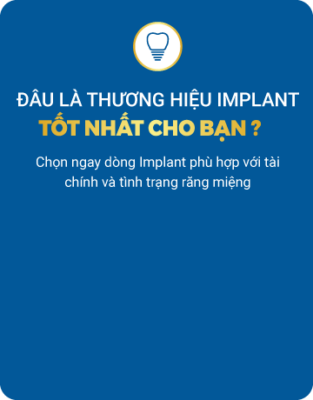 ĐÂU LÀ THƯƠNG HIỆU IMPLANT
TỐT NHẤT CHO BẠN ?
Chọn ngay dòng Implant phù hợp với tài
chính và tình trạng răng miệng